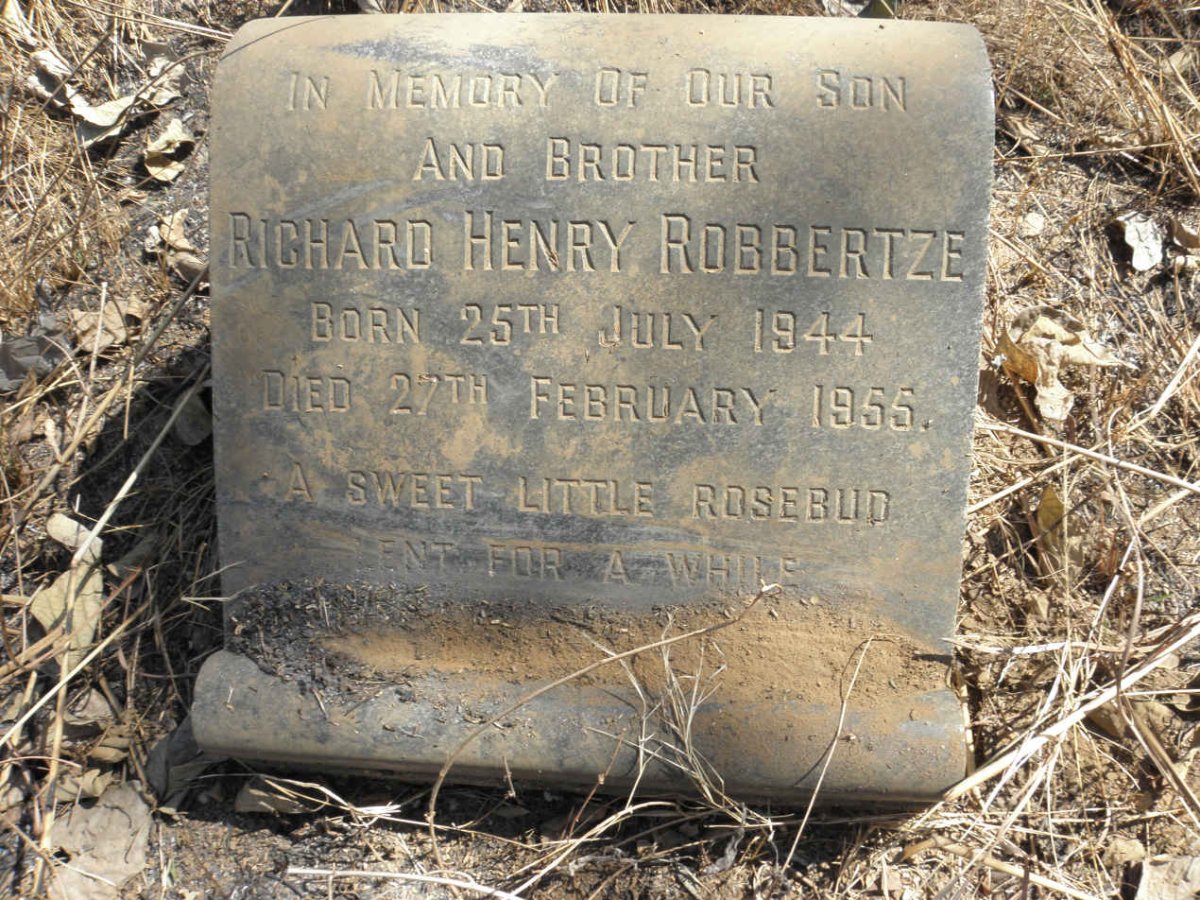 In Memory Of Our Son
And Brother
Richard Henry Robbertze
Born 25th July 1944
Died 27th February 1955.
A sweet little rosebud
Lent for a while